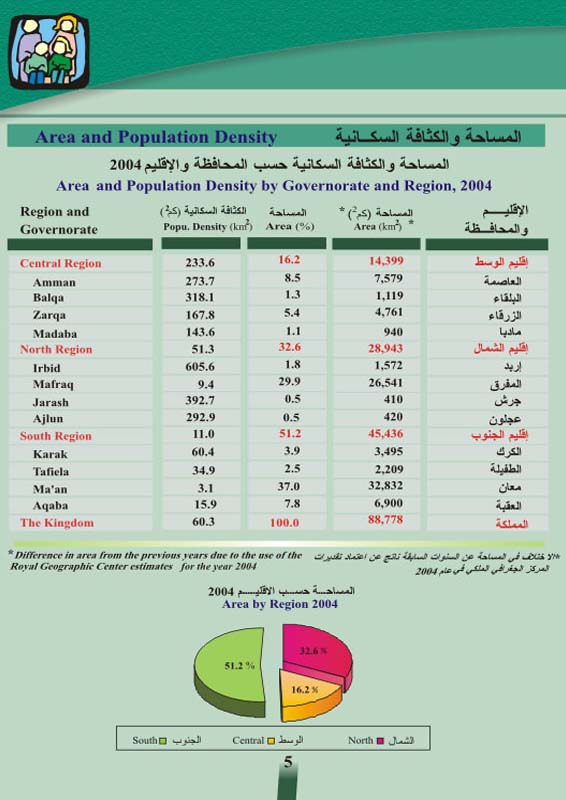 Area and Population Density المساحة والكثافة السكـانية
المساحة والكثافة السكانية حسب المحافظة والإقليم 2004
Area and Population Density by Governorate and Region, 2004
Region and Governorate الكثافة السكانية (كم2) Popu. Density (km2) المساحة Area (%) * المساحة (كم2) Area (km2) * الإقليـــم والمحافـظة
Central Region 233.6 16.2 14,399 إقليم الوسط
Amman 273.7 8.5 7,579 العاصمة
Balqa 318.1 1.3 1,119 البلقاء
Zarqa 167.8 5.4 4,761 الزرقاء
Madaba 143.6 1.1 940 مادبا
North Region 51.3 32.6 28,943 إقليم الشمال
Irbid 605.6 1.8 1,572 إربد
Mafraq 9.4 29.9 26,541 المفرق
Jarash 392.7 0.5 410 جرش
Ajlun 292.9 0.5 420 عجلون
South Region 11.0 51.2 45,436 إقليم الجنوب
Karak 60.4 3.9 3,495 الكرك
Tafiela 34.9 2.5 2,209 الطفيلة
Ma'an 3.1 37.0 32,832 معان
Aqaba 15.9 7.8 6,900 العقبة
The Kingdom 60.3 100.0 88,778 المملكة
* Difference in area from the previous years due to the use of the
Royal Geographic Center estimates for the year 2004
*الاختلاف في المساحة عن السنوات السابقة ناتج عن اعتماد تقديرات
المركز الجغرافي الملكي في عام 2004
المساحـــة حســب الاقليـــم 2004
Area by Region 2004
51.2 %
32.6 %
16.2 %
South الجنوب Central الوسط North الشمال
5